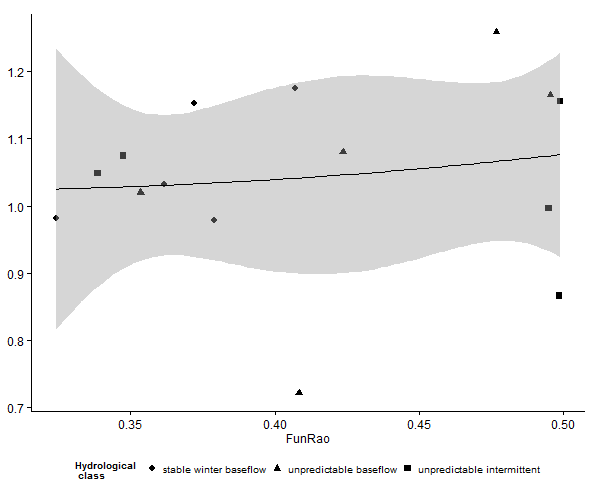 1.2
1.1
1.0
0.9
0.8
0.7
0.35 0.40 0.45 0.50
FunRao
Hydrological
class
stable winter baseflow unpredictable baseflow unpredictable intermittent